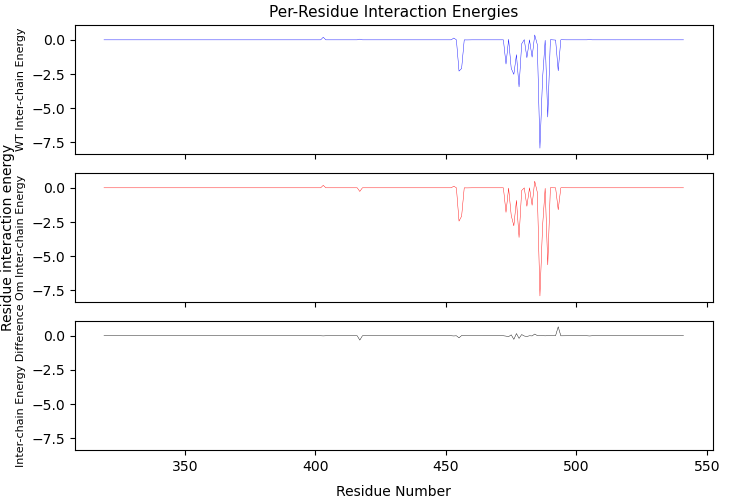 Per-Residue Interaction Energies
WT Inter-chain Energy
0.0
−2.5
−5.0
−7.5
Residue interaction energy
Om Inter-chain Energy
0.0
−2.5
−5.0
−7.5
Inter-chain Energy Difference
0.0
−2.5
−5.0
−7.5
350
400
450
500
550
Residue Number